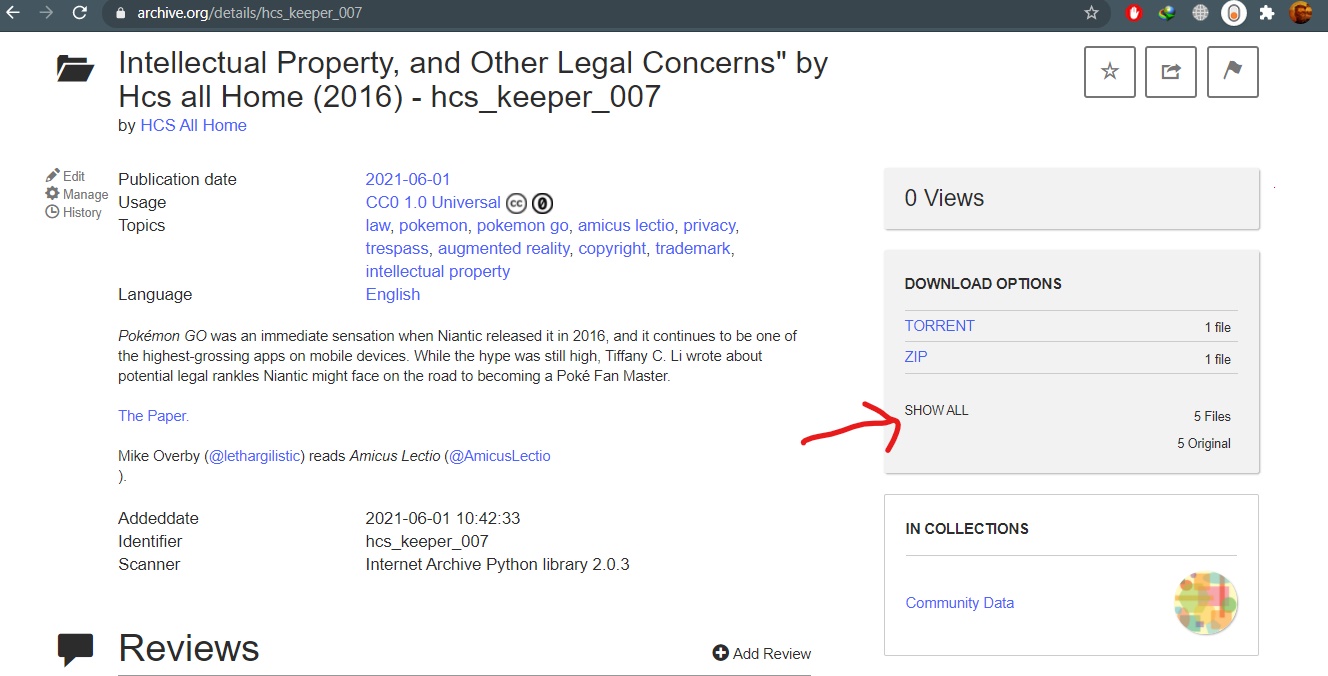 archive.org/details/hcs_keeper_007
Intellectual Property, and Other Legal Concerns" by
Hcs all Home (2016) - hcs_keeper_007
by HCS All Home
Edit
Manage
History
Publication date 2021-06-01
Usage CC0 1.0 Universal cc 0
Topics law, pokemon, pokemon go, amicus lectio, privacy,
trespass, augmented reality, copyright, trademark,
intellectual property
Language English
Pokémon GO was an immediate sensation when Niantic released it in 2016, and it continues to be one of
the highest-grossing apps on mobile devices. While the hype was still high, Tiffany C. Li wrote about
potential legal rankles Niantic might face on the road to becoming a Poké Fan Master.
The Paper.
Mike Overby (@lethargilistic) reads Amicus Lectio (@AmicusLectio
).
Addeddate 2021-06-01 10:42:33
Identifier hcs_keeper_007
Scanner Internet Archive Python library 2.0.3
Reviews
Add Review
0 Views
DOWNLOAD OPTIONS
TORRENT 1 file
ZIP 1 file
SHOW ALL 5 Files
5 Original
IN COLLECTIONS
Community Data